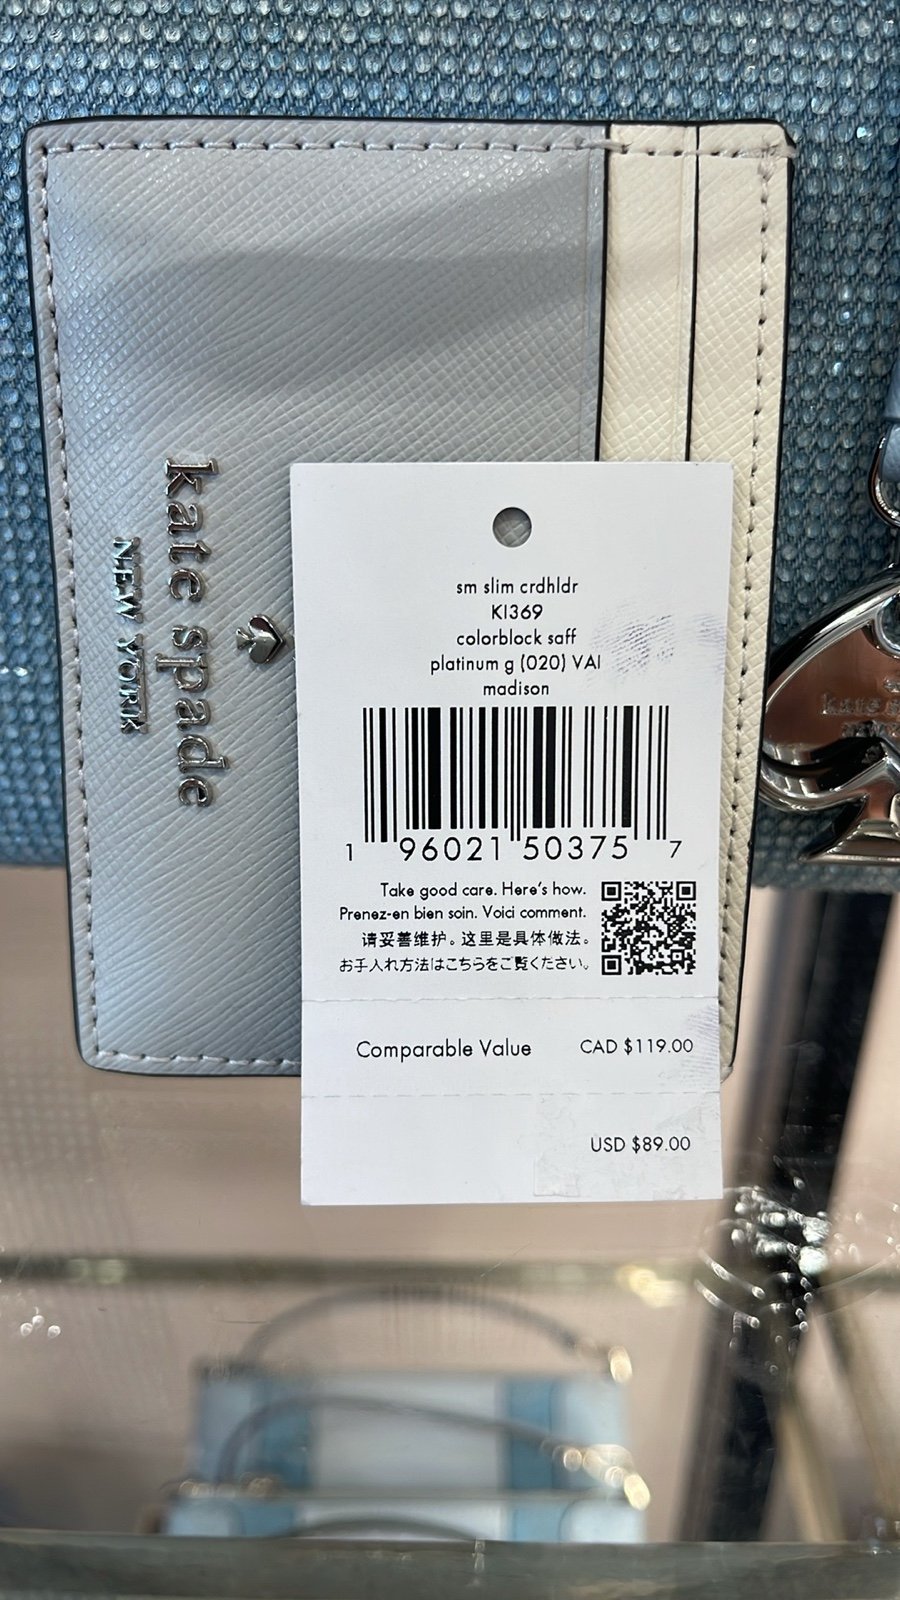 kate spade
NEW YORK
sm slim crdhldr
KI369
colorblock saff
platinum g (020) VAI
madison
1 96021 50375 7
Take good care. Here's how.
Prenez-en bien soin. Voici comment.
请妥善维护。这里是具体做法。
お手入れ方法はこちらをご覧ください。
Comparable Value CAD $119.00
USD $89.00